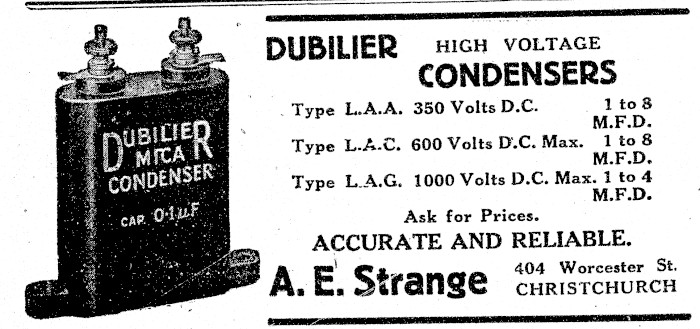 DUBILIER
MICA
CONDENSER
CAP. 0·1 µF
DUBILIER HIGH VOLTAGE
CONDENSERS
Type L.A.A. 350 Volts D.C. 1 to 8
M.F.D.
Type L.A.C. 600 Volts D.C. Max. 1 to 8
M.F.D.
Type L.A.G. 1000 Volts D.C. Max. 1 to 4
M.F.D.
Ask for Prices.
ACCURATE AND RELIABLE.
A. E. Strange 404 Worcester St.
CHRISTCHURCH